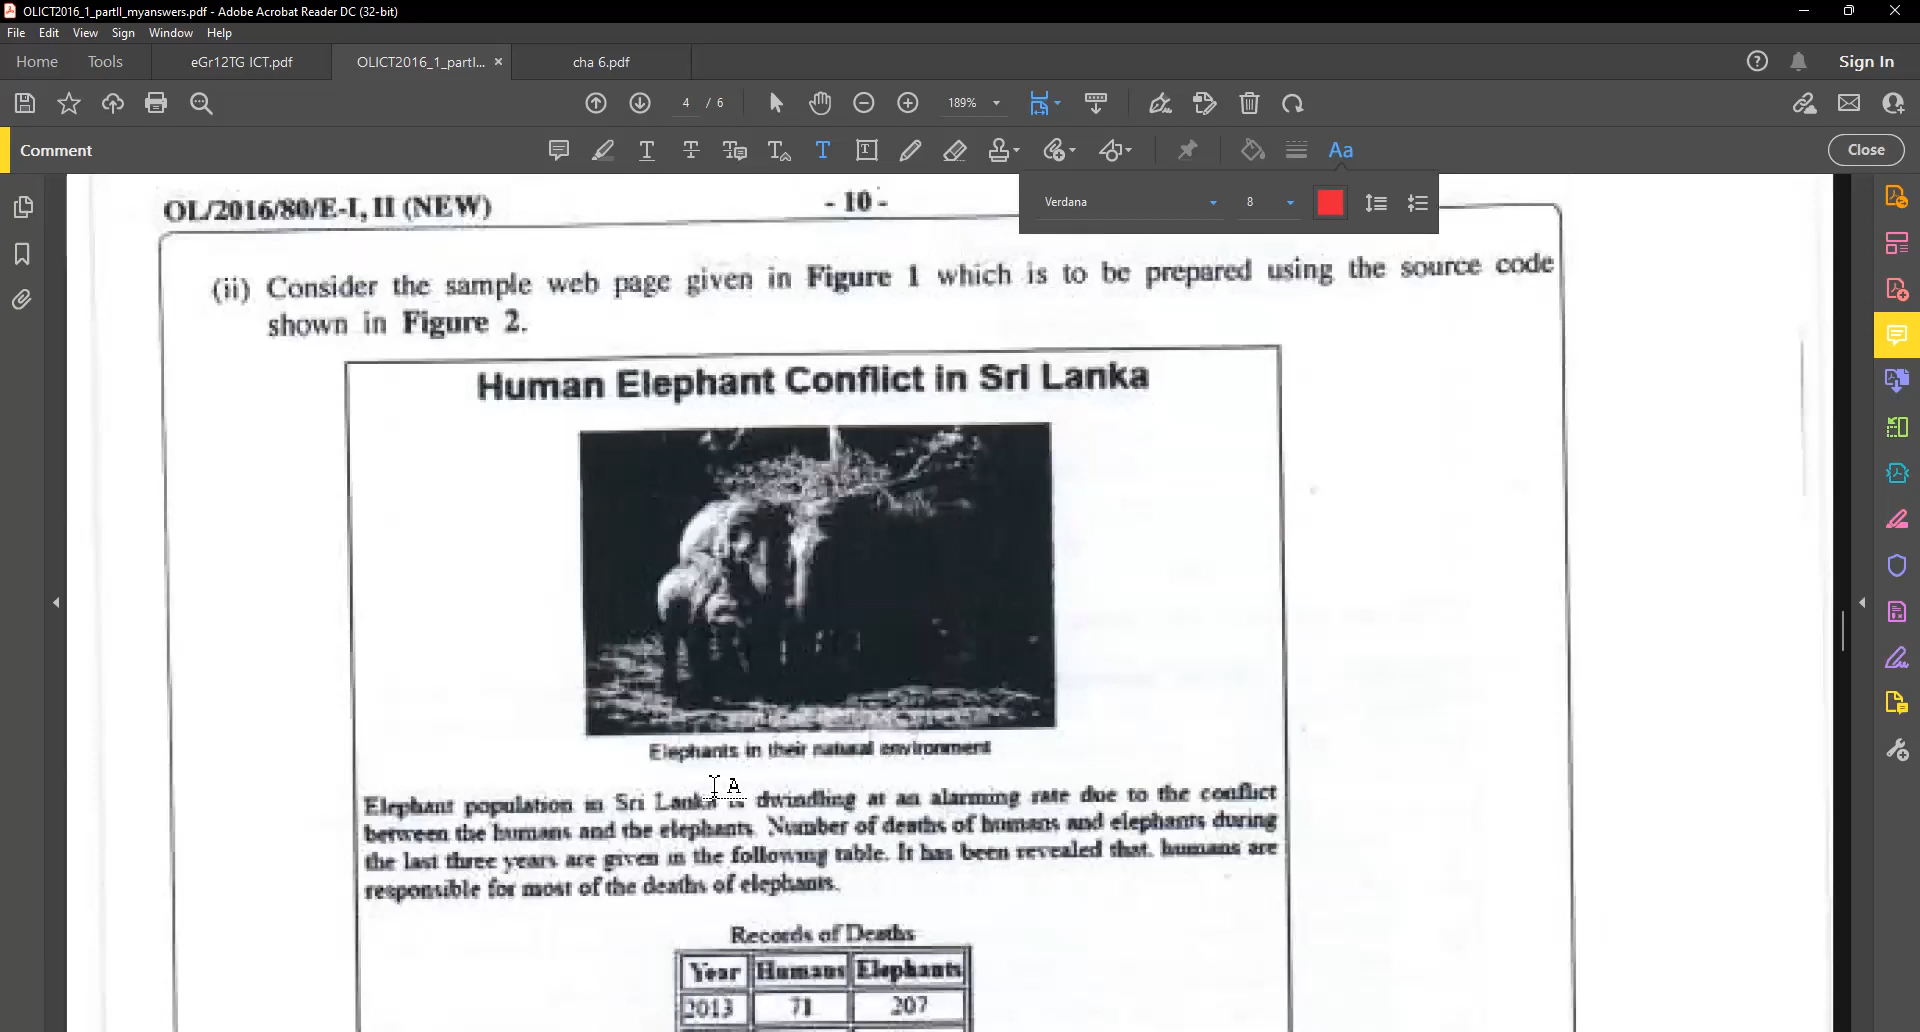 OLICT2016_1_partII_myanswers.pdf - Adobe Acrobat Reader DC (32-bit)
File Edit View Sign Window Help
Home Tools eGr12TG ICT.pdf OLICT2016_1_partI... × cha 6.pdf Sign In
4 / 6 189%
Comment Close
Verdana 8
OL/2016/80/E-I, II (NEW) - 10 -
(ii) Consider the sample web page given in Figure 1 which is to be prepared using the source code
shown in Figure 2.
Human Elephant Conflict in Sri Lanka
Elephants in their natural environment
Elephant population in Sri Lanka is dwindling at an alarming rate due to the conflict
between the humans and the elephants. Number of deaths of humans and elephants during
the last three years are given in the following table. It has been revealed that, humans are
responsible for most of the deaths of elephants.
Records of Deaths
Year Humans Elephants
2013 71 207